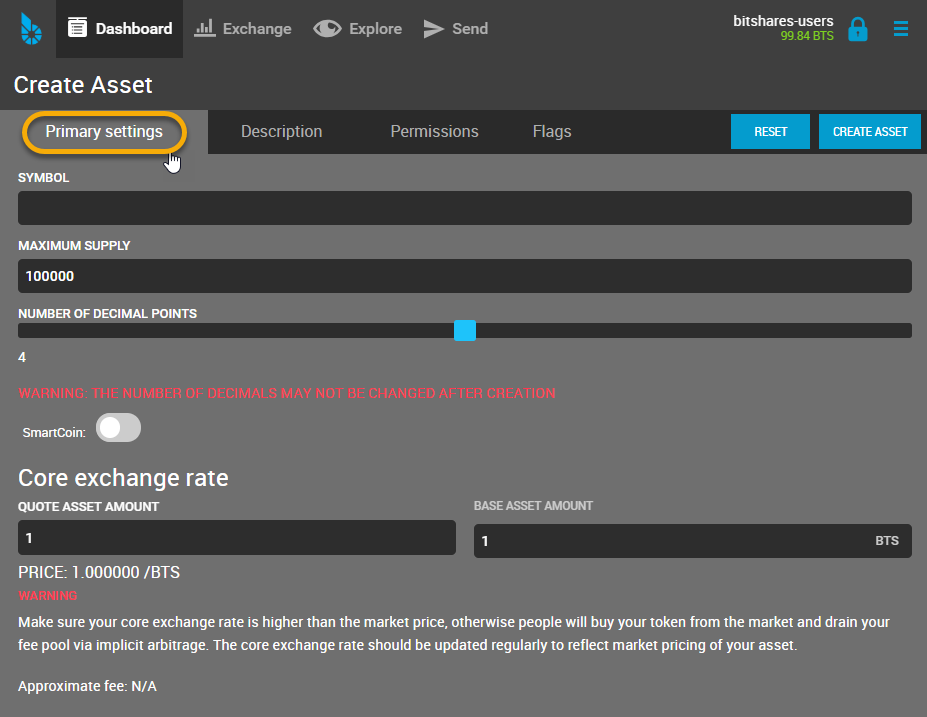 Dashboard Exchange Explore Send bitshares-users
99.84 BTS
Create Asset
Primary settings Description Permissions Flags RESET CREATE ASSET
SYMBOL
MAXIMUM SUPPLY
100000
NUMBER OF DECIMAL POINTS
4
WARNING: THE NUMBER OF DECIMALS MAY NOT BE CHANGED AFTER CREATION
SmartCoin:
Core exchange rate
QUOTE ASSET AMOUNT BASE ASSET AMOUNT
1 1 BTS
PRICE: 1.000000 /BTS
WARNING
Make sure your core exchange rate is higher than the market price, otherwise people will buy your token from the market and drain your
fee pool via implicit arbitrage. The core exchange rate should be updated regularly to reflect market pricing of your asset.
Approximate fee: N/A